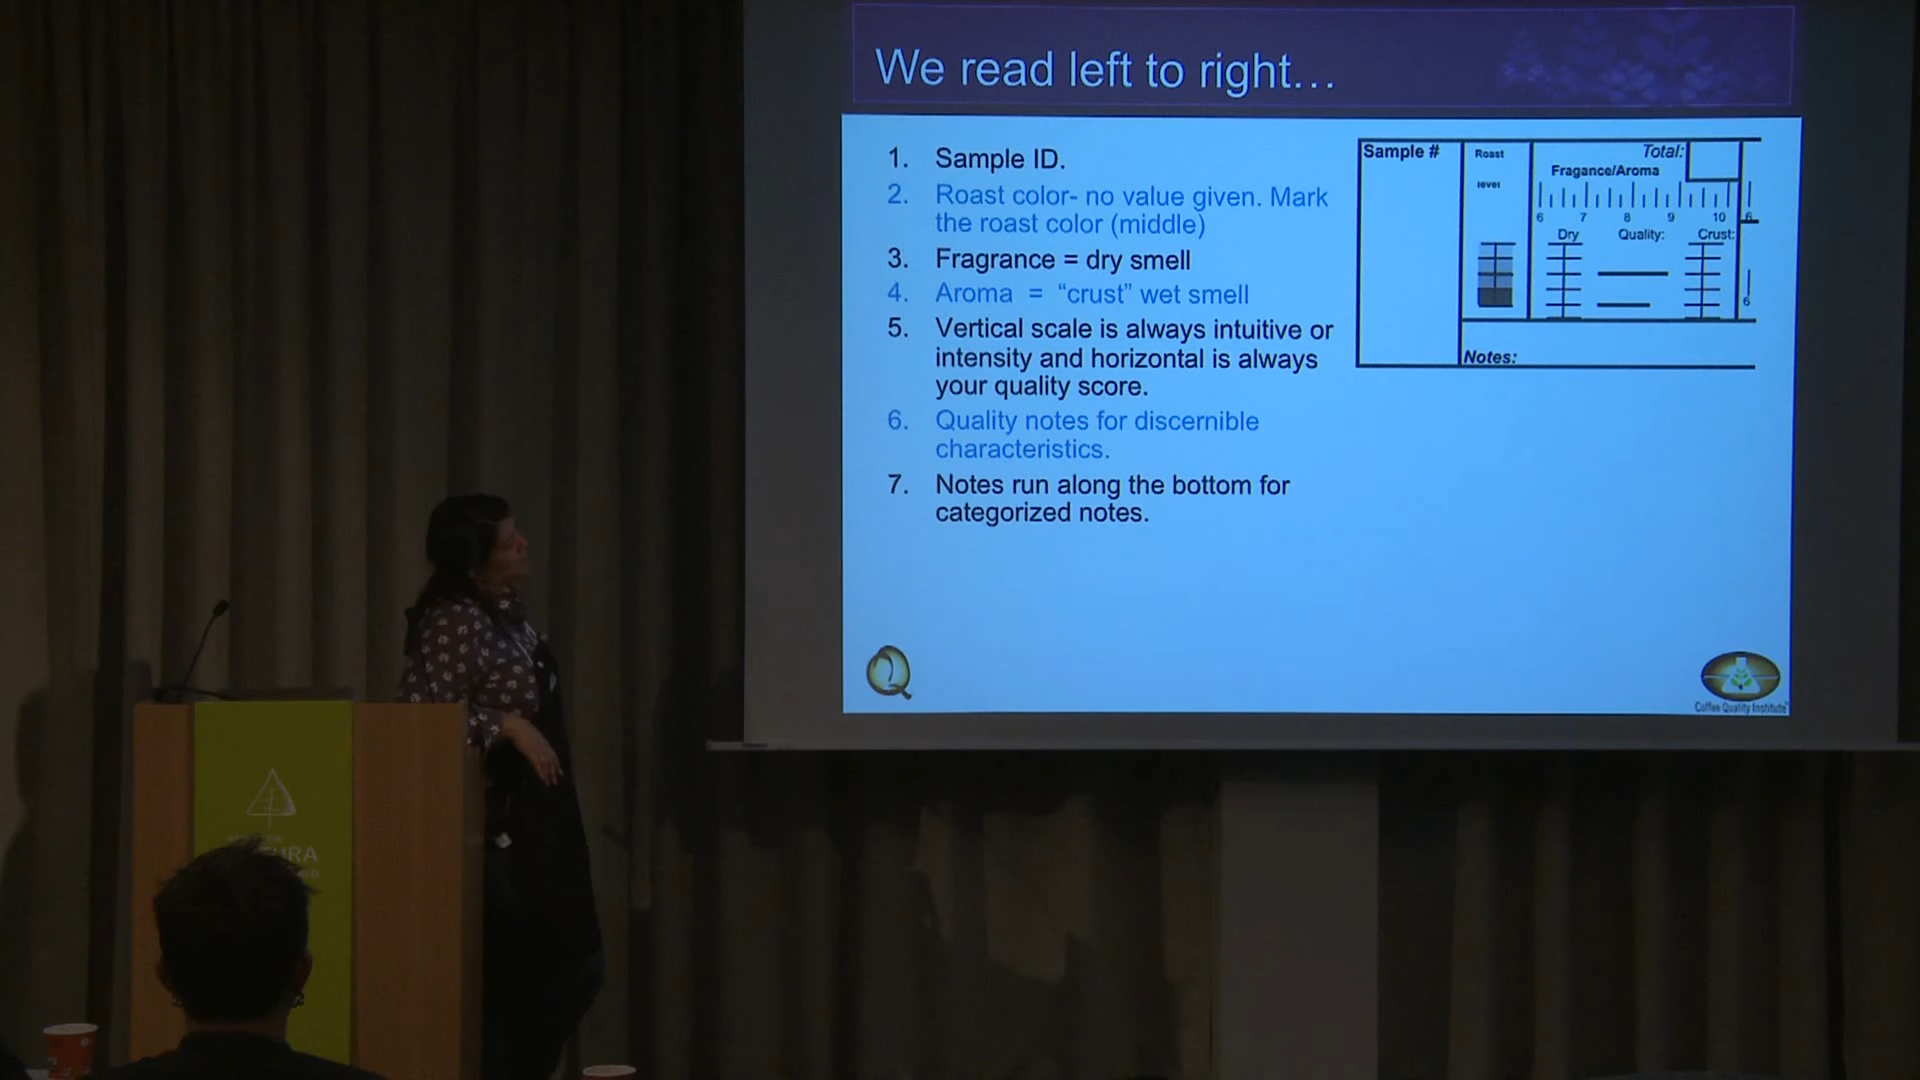 We read left to right...
1. Sample ID.
2. Roast color- no value given. Mark
the roast color (middle)
3. Fragrance = dry smell
4. Aroma = “crust” wet smell
5. Vertical scale is always intuitive or
intensity and horizontal is always
your quality score.
6. Quality notes for discernible
characteristics.
7. Notes run along the bottom for
categorized notes.
Sample #
Roast
level
Total:
Fragance/Aroma
6 7 8 9 10 6
Dry Quality: Crust:
6
Notes:
Q
Coffee Quality Institute